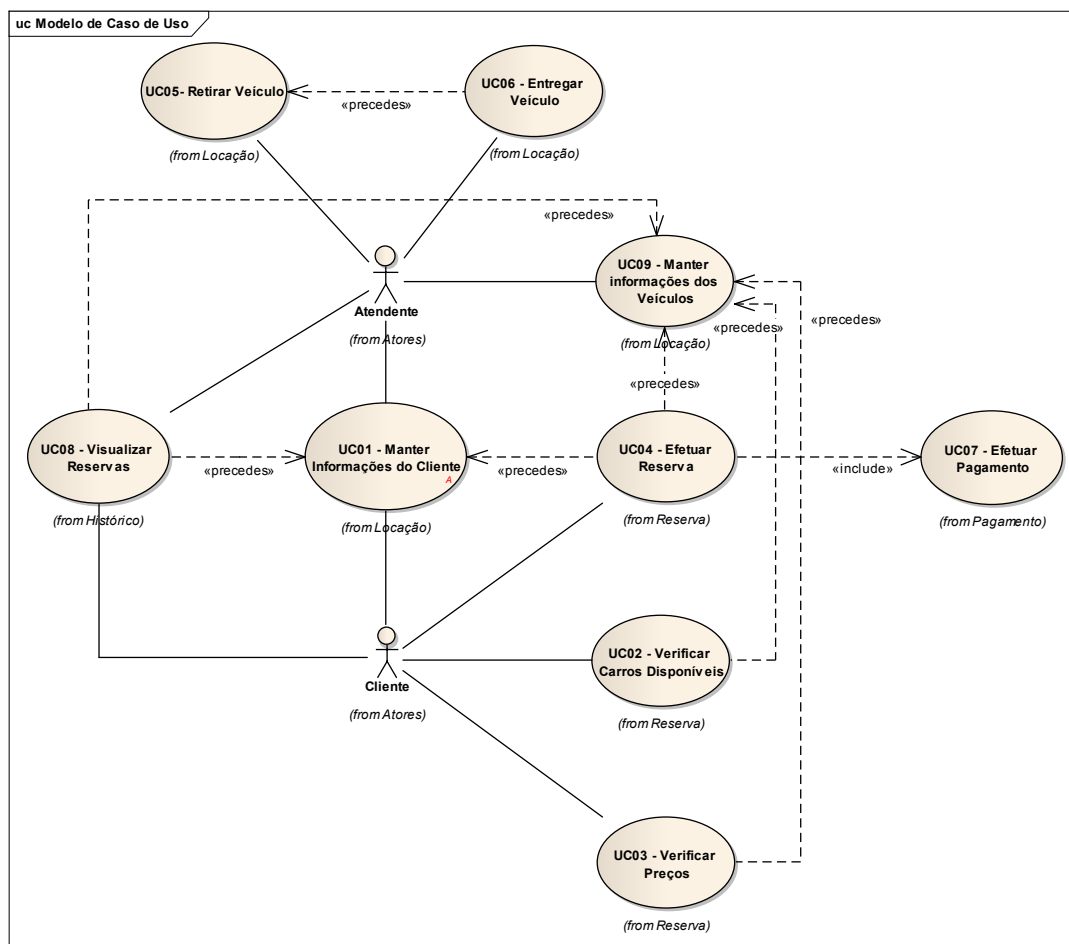 uc Modelo de Caso de Uso
UC05- Retirar Veículo
(from Locação)
«precedes»
UC06 - Entregar
Veículo
(from Locação)
«precedes»
UC09 - Manter
informações dos
Veículos
(from Locação)
Atendente
(from Atores)
«precedes»
«precedes»
«precedes»
UC08 - Visualizar
Reservas
(from Histórico)
«precedes»
UC01 - Manter
Informações do Cliente
A
(from Locação)
«precedes»
UC04 - Efetuar
Reserva
(from Reserva)
«include»
UC07 - Efetuar
Pagamento
(from Pagamento)
Cliente
(from Atores)
UC02 - Verificar
Carros Disponíveis
(from Reserva)
UC03 - Verificar
Preços
(from Reserva)